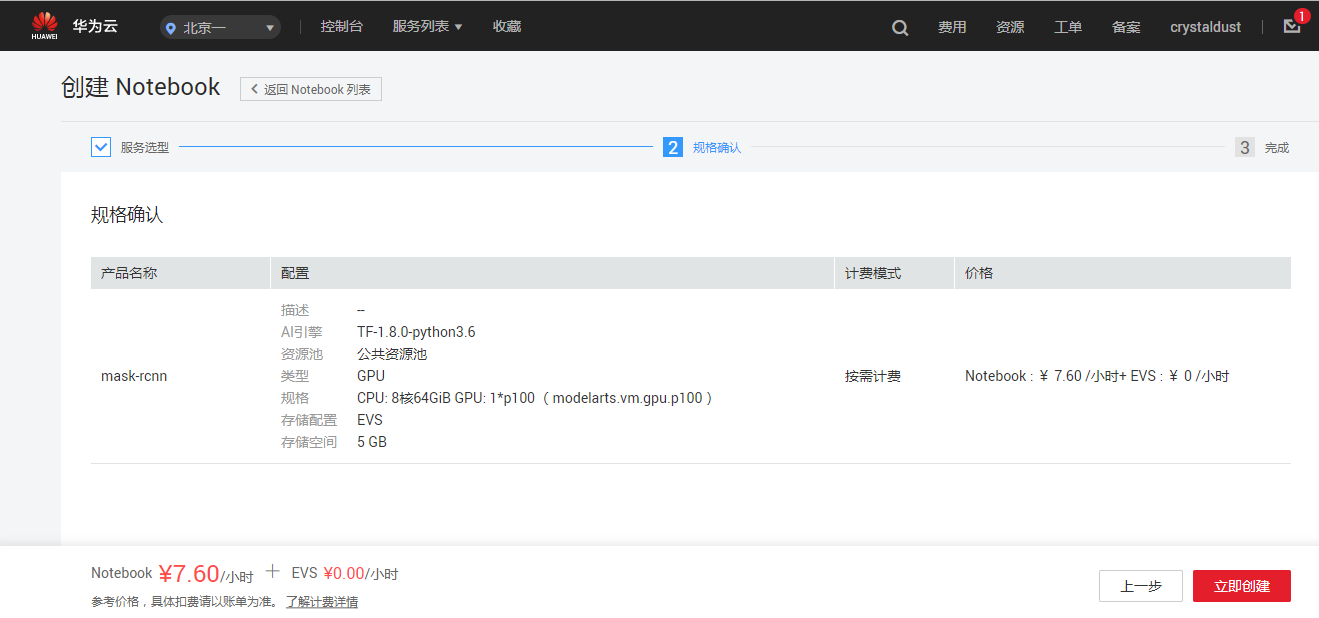 HUAWEI 华为云 北京一 控制台 服务列表 收藏 费用 资源 工单 备案 crystaldust 1
创建 Notebook 返回 Notebook 列表
服务选型 2 规格确认 3 完成
规格确认
产品名称 配置 计费模式 价格
描述 --
AI引擎 TF-1.8.0-python3.6
资源池 公共资源池
mask-rcnn 类型 GPU 按需计费 Notebook : ¥ 7.60 /小时+ EVS : ¥ 0 /小时
规格 CPU: 8核64GiB GPU: 1*p100（modelarts.vm.gpu.p100）
存储配置 EVS
存储空间 5 GB
Notebook ¥7.60/小时 + EVS ¥0.00/小时
参考价格，具体扣费请以账单为准。 了解计费详情
上一步 立即创建